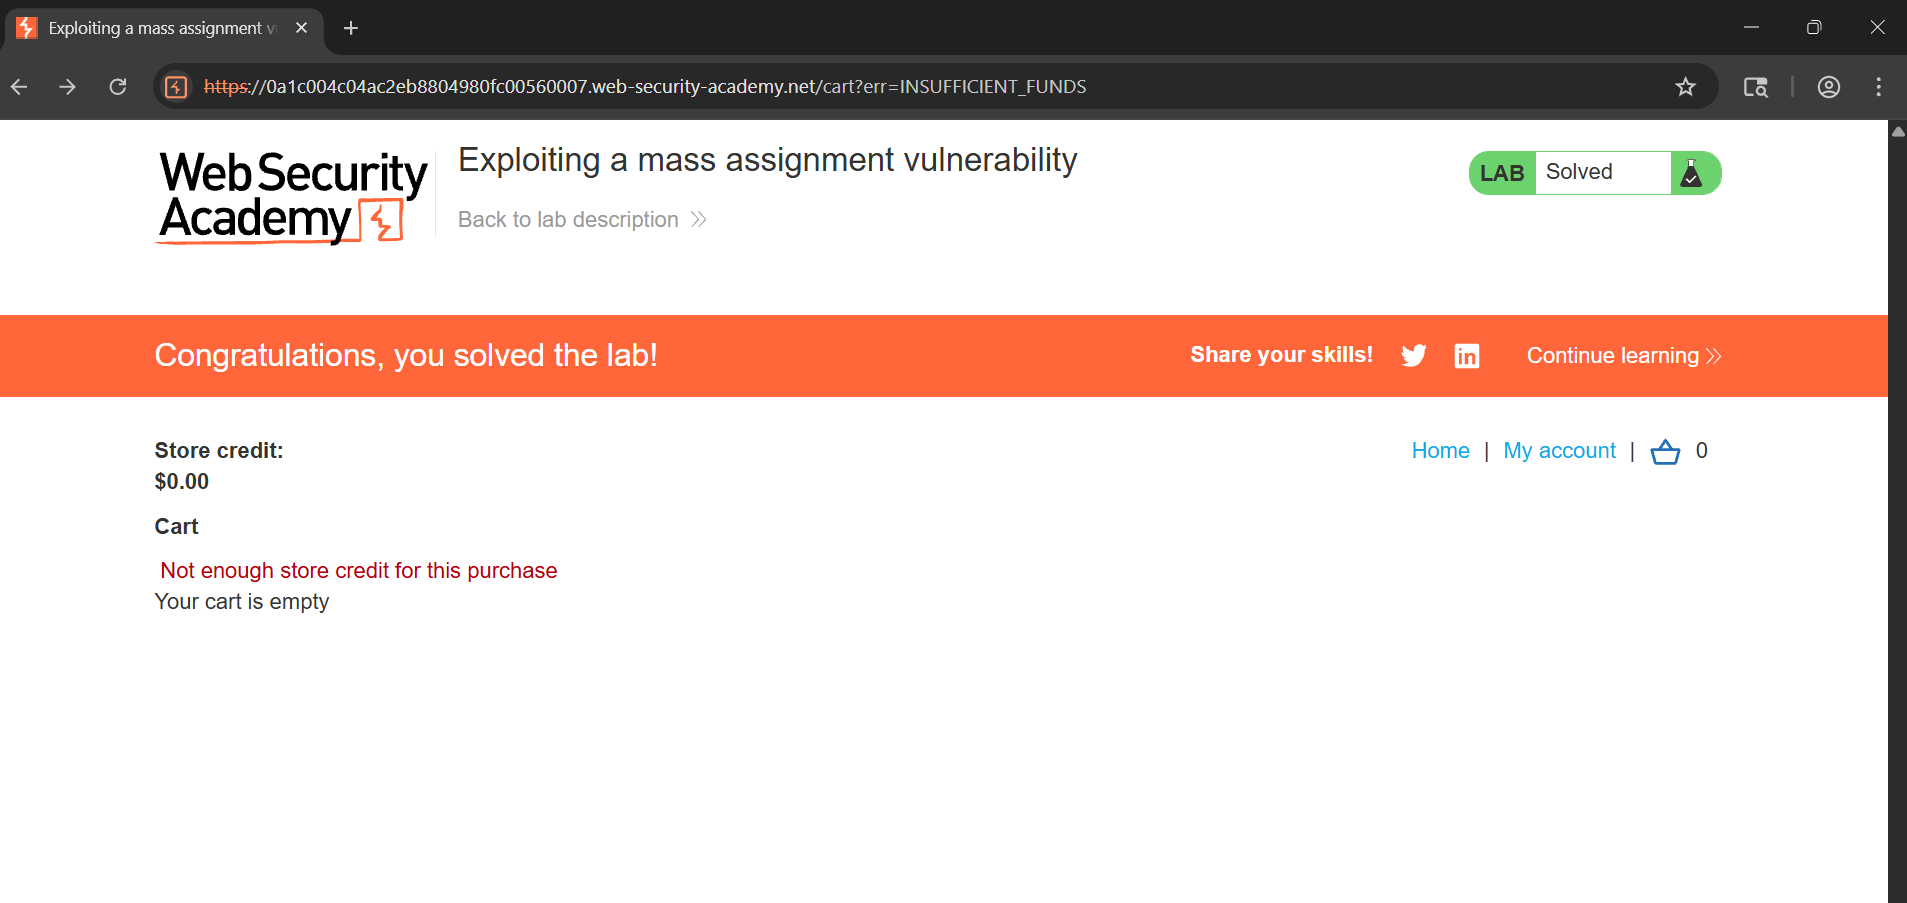 Exploiting a mass assignment v
https://0a1c004c04ac2eb8804980fc00560007.web-security-academy.net/cart?err=INSUFFICIENT_FUNDS
Web Security
Academy
Exploiting a mass assignment vulnerability
Back to lab description
LAB Solved
Congratulations, you solved the lab!
Share your skills!
in
Continue learning
Store credit:
$0.00
Home | My account | 0
Cart
Not enough store credit for this purchase
Your cart is empty